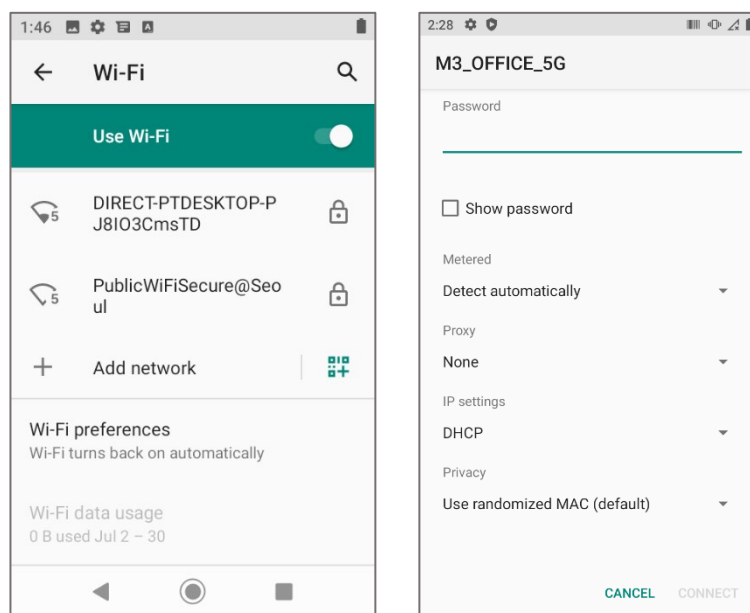 1:46
Wi-Fi
Use Wi-Fi
DIRECT-PTDESKTOP-P
J8IO3CmsTD
5
PublicWiFiSecure@Seo
ul
5
Add network
Wi-Fi preferences
Wi-Fi turns back on automatically
Wi-Fi data usage
0 B used Jul 2 – 30
2:28
M3_OFFICE_5G
Password
Show password
Metered
Detect automatically
Proxy
None
IP settings
DHCP
Privacy
Use randomized MAC (default)
CANCEL CONNECT